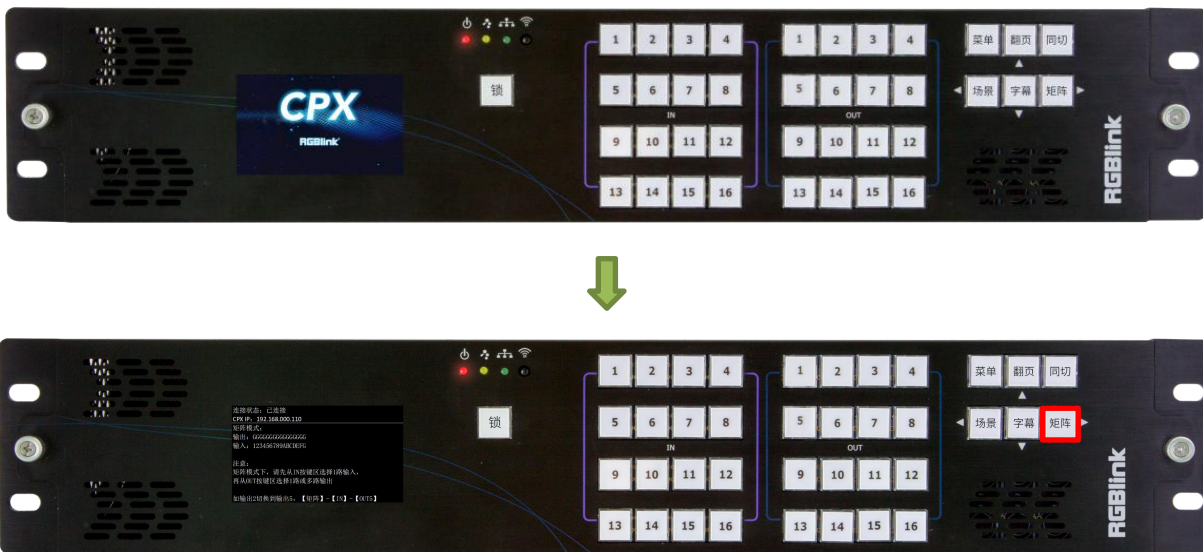 1 2 3 4
1 2 3 4
菜单 翻页 同切
CPX
RGBlink
锁
5 6 7 8
5 6 7 8
场景 字幕 矩阵
IN
OUT
9 10 11 12
9 10 11 12
13 14 15 16
13 14 15 16
RGBlink
1 2 3 4
1 2 3 4
菜单 翻页 同切
连接状态：已连接
CPX IP：192.168.000.110
矩阵模式：
输出：GGGGGGGGGGGGGGGG
输入：123456789ABCDEFG
注意：
矩阵模式下，请先从IN按键区选择1路输入，
再从OUT按键区选择1路或多路输出
如输出2切换到输出5：【矩阵】-【IN】-【OUT5】
锁
5 6 7 8
5 6 7 8
场景 字幕 矩阵
IN
OUT
9 10 11 12
9 10 11 12
13 14 15 16
13 14 15 16
RGBlink